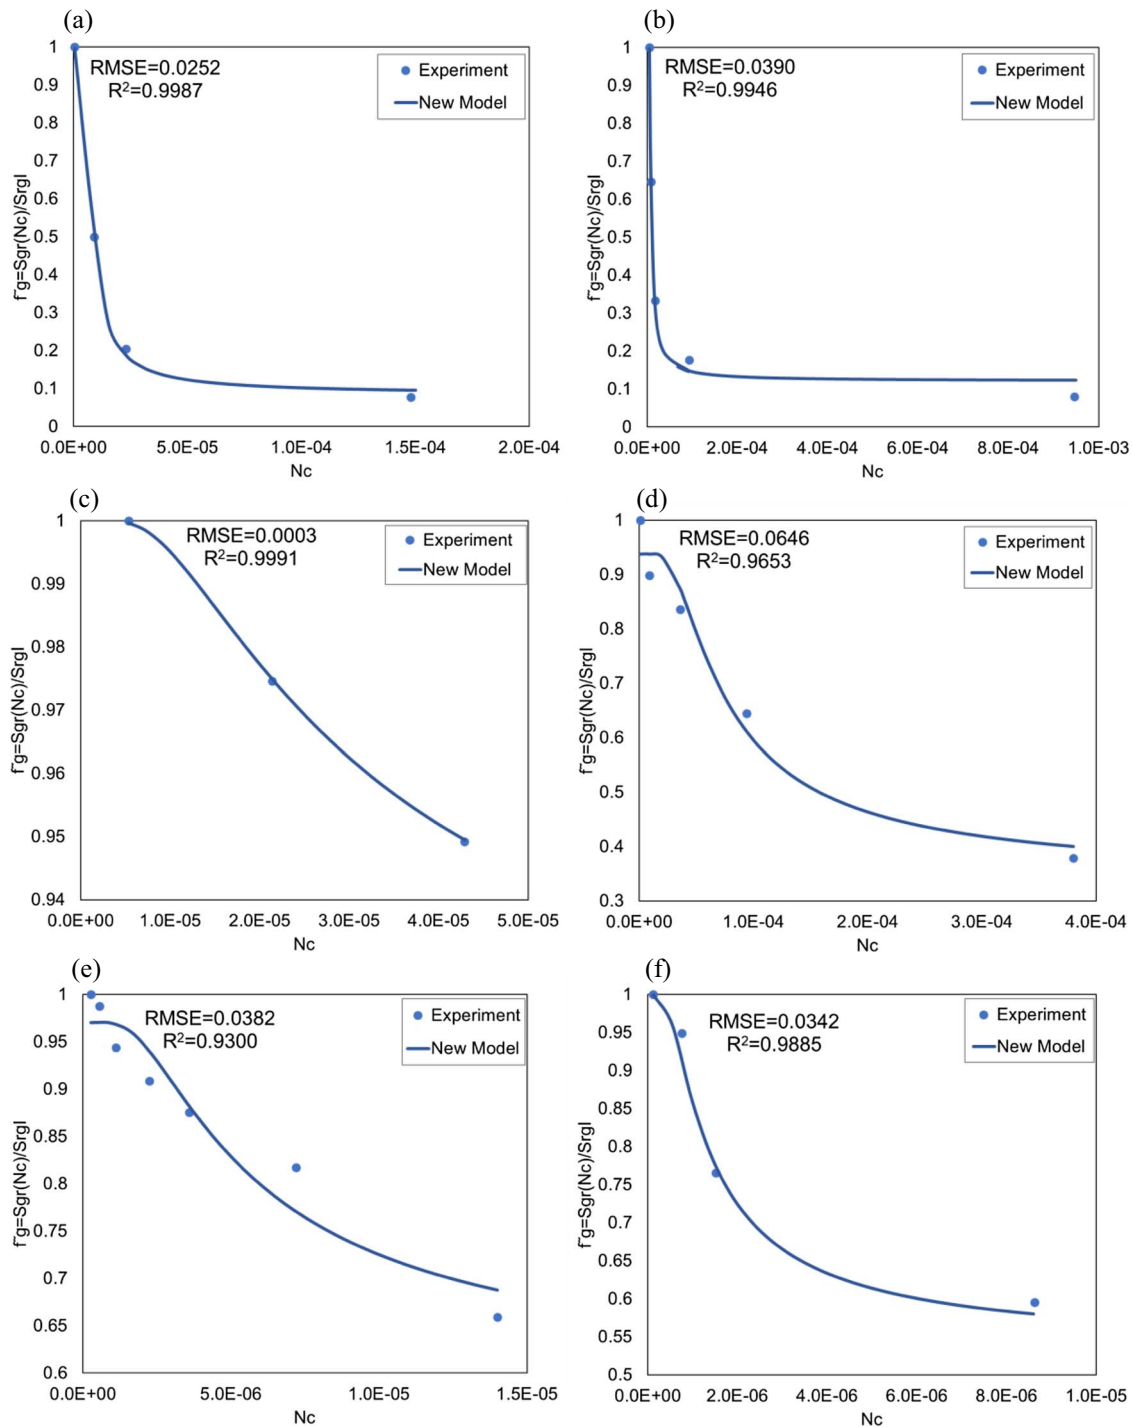 (a)
RMSE=0.0252
R²=0.9987
Experiment
New Model
1
0.9
0.8
0.7
0.6
0.5
0.4
0.3
0.2
0.1
0
f˜g=Sgr(Nc)/SrgI
0.0E+00 5.0E-05 1.0E-04 1.5E-04 2.0E-04
Nc
(b)
RMSE=0.0390
R²=0.9946
Experiment
New Model
1
0.9
0.8
0.7
0.6
0.5
0.4
0.3
0.2
0.1
0
f˜g=Sgr(Nc)/SrgI
0.0E+00 2.0E-04 4.0E-04 6.0E-04 8.0E-04 1.0E-03
Nc
(c)
RMSE=0.0003
R²=0.9991
Experiment
New Model
1
0.99
0.98
0.97
0.96
0.95
0.94
f˜g=Sgr(Nc)/SrgI
0.0E+00 1.0E-05 2.0E-05 3.0E-05 4.0E-05 5.0E-05
Nc
(d)
RMSE=0.0646
R²=0.9653
Experiment
New Model
1
0.9
0.8
0.7
0.6
0.5
0.4
0.3
f˜g=Sgr(Nc)/SrgI
0.0E+00 1.0E-04 2.0E-04 3.0E-04 4.0E-04
Nc
(e)
RMSE=0.0382
R²=0.9300
Experiment
New Model
1
0.95
0.9
0.85
0.8
0.75
0.7
0.65
0.6
f˜g=Sgr(Nc)/SrgI
0.0E+00 5.0E-06 1.0E-05 1.5E-05
Nc
(f)
RMSE=0.0342
R²=0.9885
Experiment
New Model
1
0.95
0.9
0.85
0.8
0.75
0.7
0.65
0.6
0.55
0.5
f˜g=Sgr(Nc)/SrgI
0.0E+00 2.0E-06 4.0E-06 6.0E-06 8.0E-06 1.0E-05
Nc